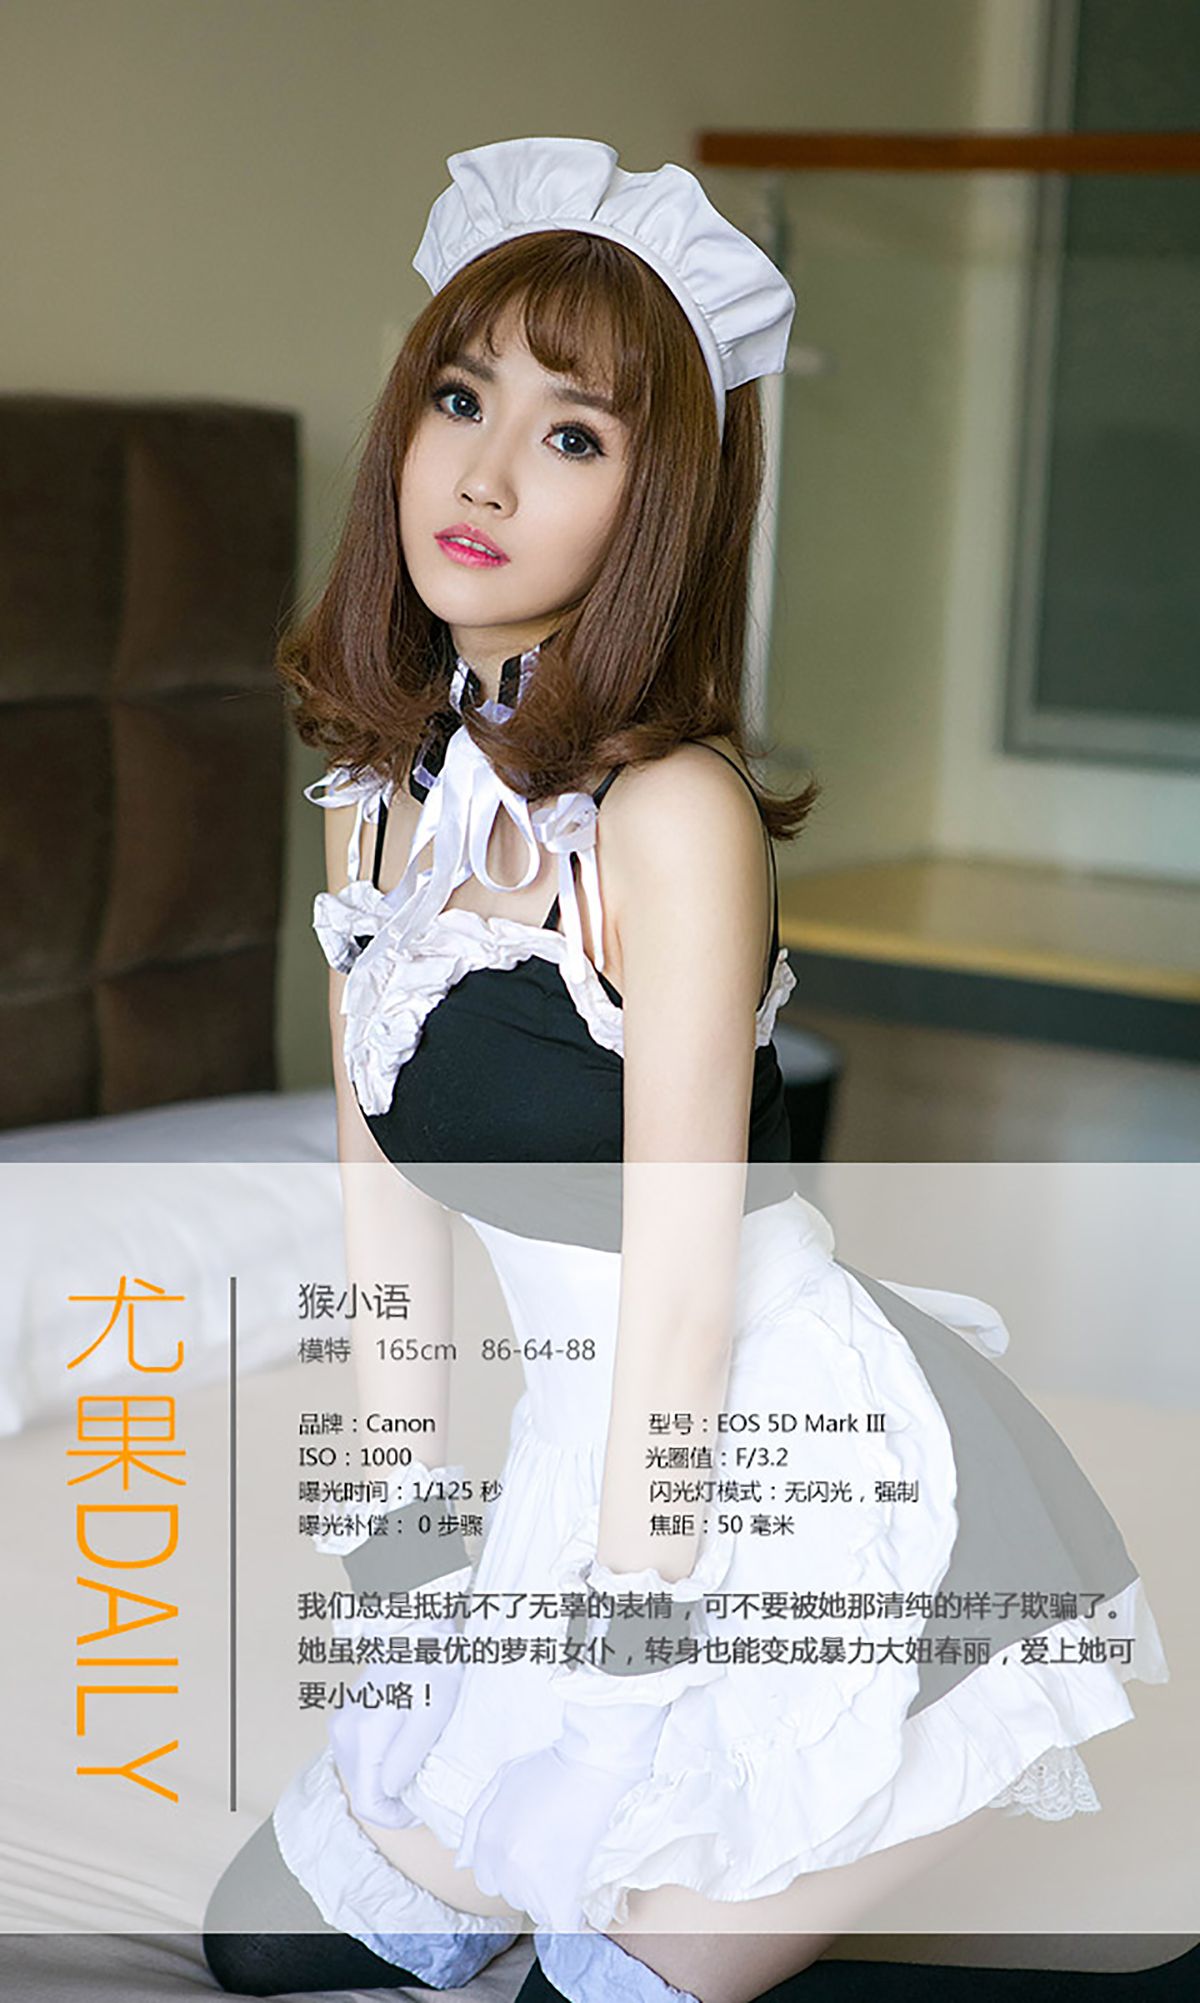 尤果DAILY
猴小语
模特 165cm 86-64-88
品牌：Canon 型号：EOS 5D Mark III
ISO：1000 光圈值：F/3.2
曝光时间：1/125 秒 闪光灯模式：无闪光，强制
曝光补偿： 0 步骤 焦距：50 毫米
我们总是抵抗不了无辜的表情，可不要被她那清纯的样子欺骗了。
她虽然是最优的萝莉女仆，转身也能变成暴力大妞春丽，爱上她可
要小心咯！